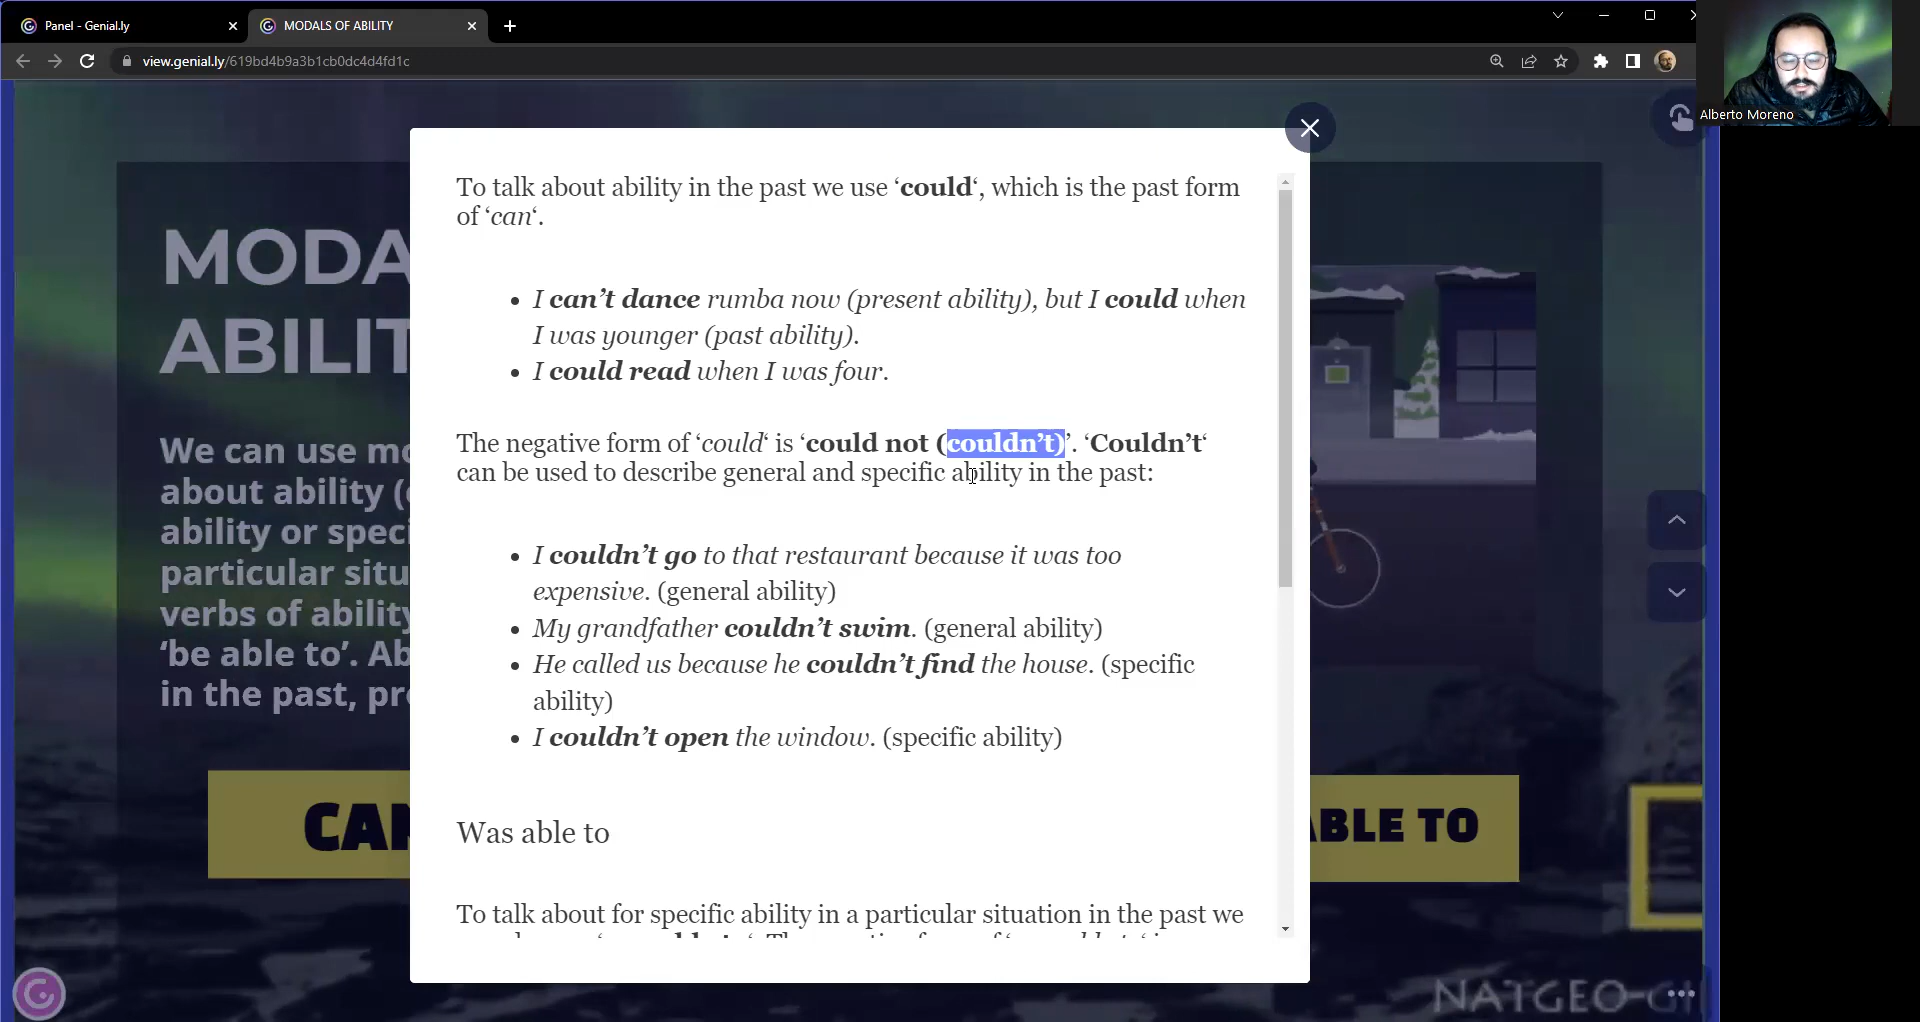 Panel - Genial.ly
MODALS OF ABILITY
view.genial.ly/619bd4b9a3b1cb0dc4d4fd1c
Alberto Moreno
MODA
ABILIT
We can use mo
about ability (
ability or speci
particular situ
verbs of ability
‘be able to’. Ab
in the past, pr
CAN
To talk about ability in the past we use ‘could‘, which is the past form
of ‘can‘.
• I can’t dance rumba now (present ability), but I could when
I was younger (past ability).
• I could read when I was four.
The negative form of ‘could‘ is ‘could not (couldn’t)’. ‘Couldn’t‘
can be used to describe general and specific ability in the past:
• I couldn’t go to that restaurant because it was too
expensive. (general ability)
• My grandfather couldn’t swim. (general ability)
• He called us because he couldn’t find the house. (specific
ability)
• I couldn’t open the window. (specific ability)
Was able to
To talk about for specific ability in a particular situation in the past we
ABLE TO
NATGEO-G